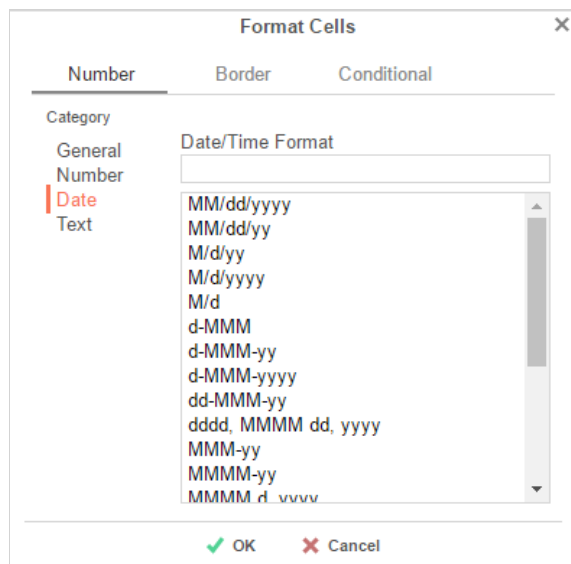 Format Cells
Number Border Conditional
Category
General
Number
Date
Text
Date/Time Format
MM/dd/yyyy
MM/dd/yy
M/d/yy
M/d/yyyy
M/d
d-MMM
d-MMM-yy
d-MMM-yyyy
dd-MMM-yy
dddd, MMMM dd, yyyy
MMM-yy
MMMM-yy
MMMM d, yyyy
OK Cancel